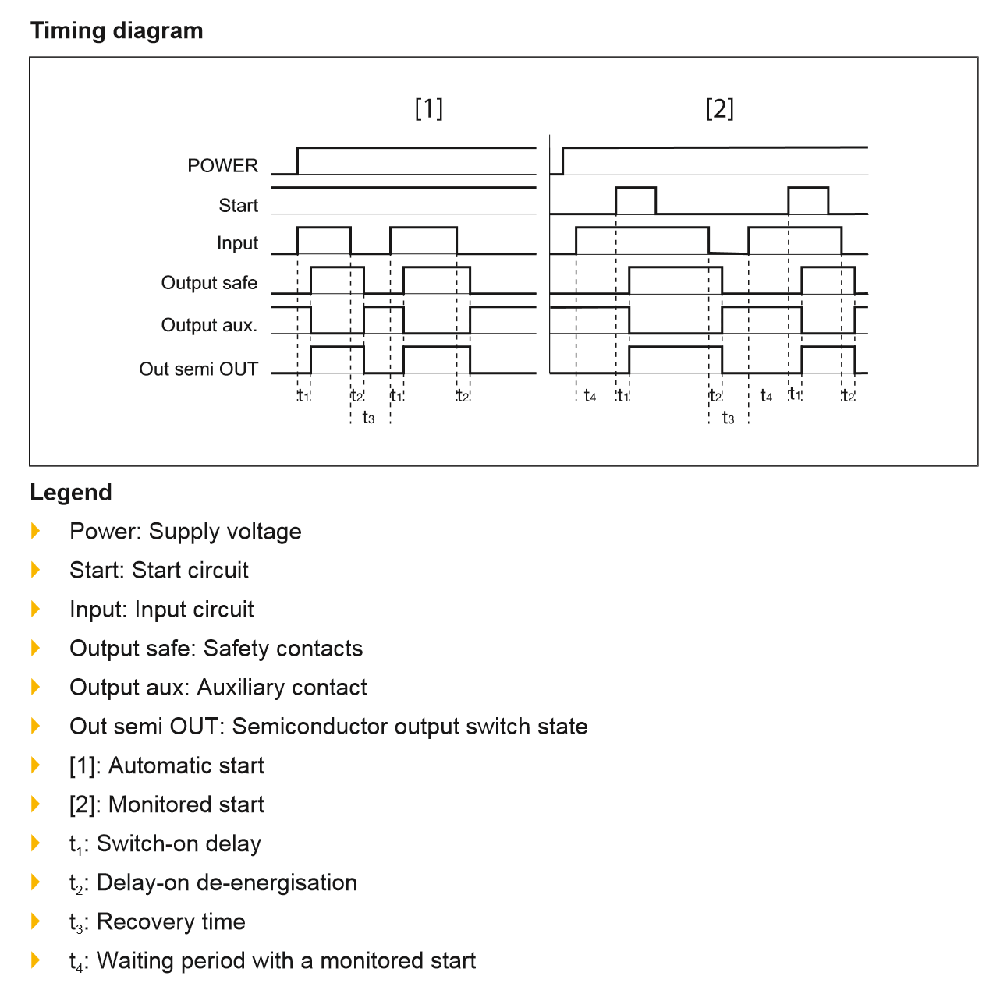 Timing diagram
[1] [2]
POWER
Start
Input
Output safe
Output aux.
Out semi OUT
t1 t2 t1 t2 t4 t1 t2 t4 t1 t2
t3 t3
Legend
Power: Supply voltage
Start: Start circuit
Input: Input circuit
Output safe: Safety contacts
Output aux: Auxiliary contact
Out semi OUT: Semiconductor output switch state
[1]: Automatic start
[2]: Monitored start
t1: Switch-on delay
t2: Delay-on de-energisation
t3: Recovery time
t4: Waiting period with a monitored start